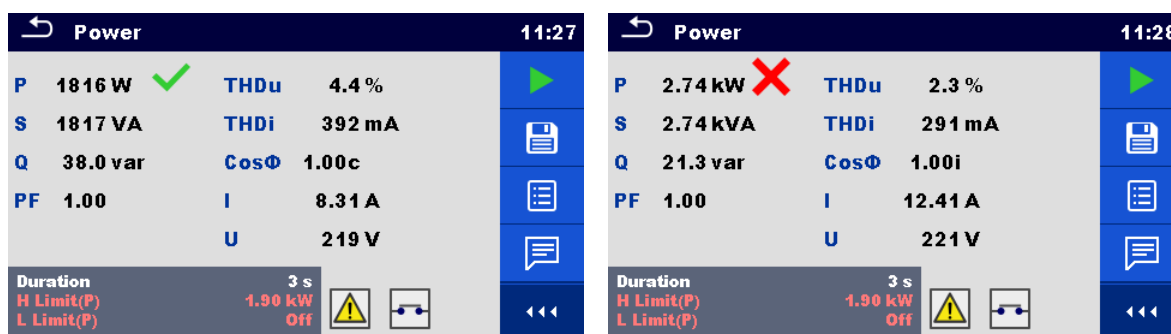 Power 11:27
P 1816 W THDu 4.4 %
S 1817 VA THDi 392 mA
Q 38.0 var CosΦ 1.00c
PF 1.00 I 8.31 A
U 219 V
Duration 3 s
H Limit(P) 1.90 kW
L Limit(P) Off
Power 11:28
P 2.74 kW THDu 2.3 %
S 2.74 kVA THDi 291 mA
Q 21.3 var CosΦ 1.00i
PF 1.00 I 12.41 A
U 221 V
Duration 3 s
H Limit(P) 1.90 kW
L Limit(P) Off